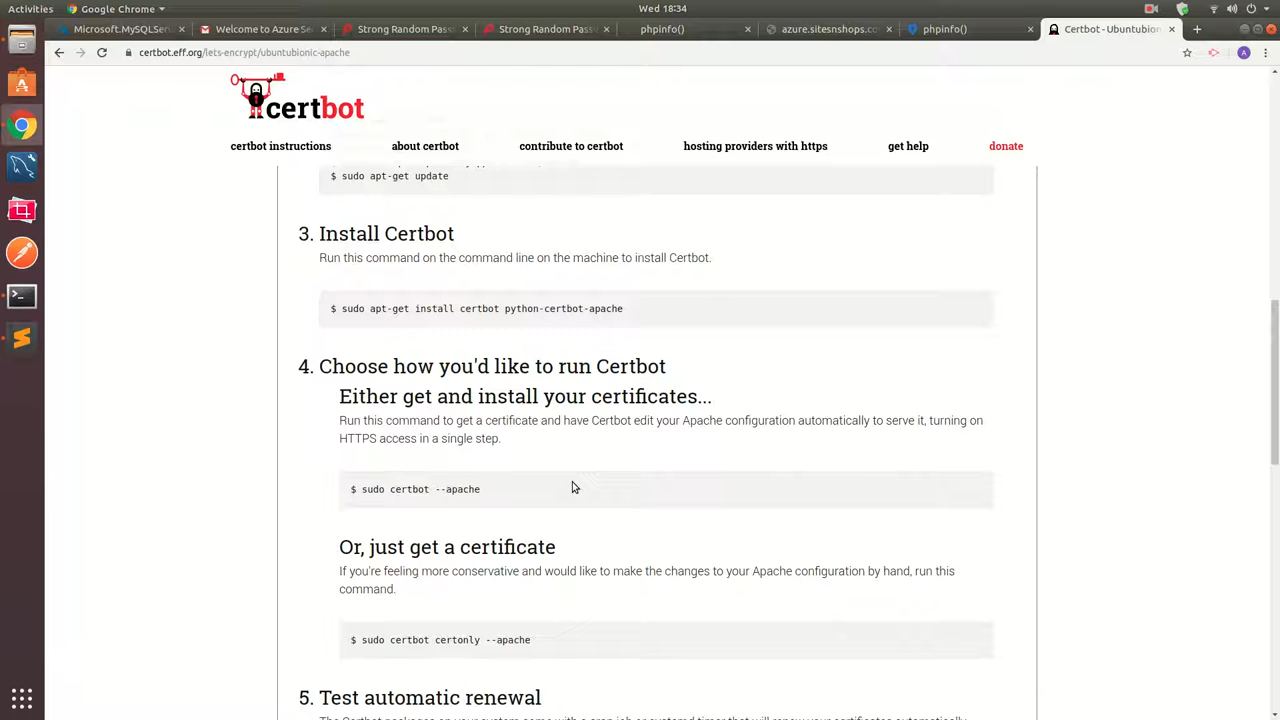 Activities
Google Chrome
Wed 18:34
Microsoft.MySQLServ
Welcome to Azure Se
Strong Random Pass
Strong Random Passw
phpinfo()
azure.sitesnshops.co
phpinfo()
Certbot - Ubuntubion
certbot.eff.org/lets-encrypt/ubuntubionic-apache
A
certbot
certbot instructions
about certbot
contribute to certbot
hosting providers with https
get help
donate
$ sudo apt-get update
3. Install Certbot
Run this command on the command line on the machine to install Certbot.
$ sudo apt-get install certbot python-certbot-apache
4. Choose how you'd like to run Certbot
Either get and install your certificates...
Run this command to get a certificate and have Certbot edit your Apache configuration automatically to serve it, turning on
HTTPS access in a single step.
$ sudo certbot --apache
Or, just get a certificate
If you're feeling more conservative and would like to make the changes to your Apache configuration by hand, run this
command.
$ sudo certbot certonly --apache
5. Test automatic renewal